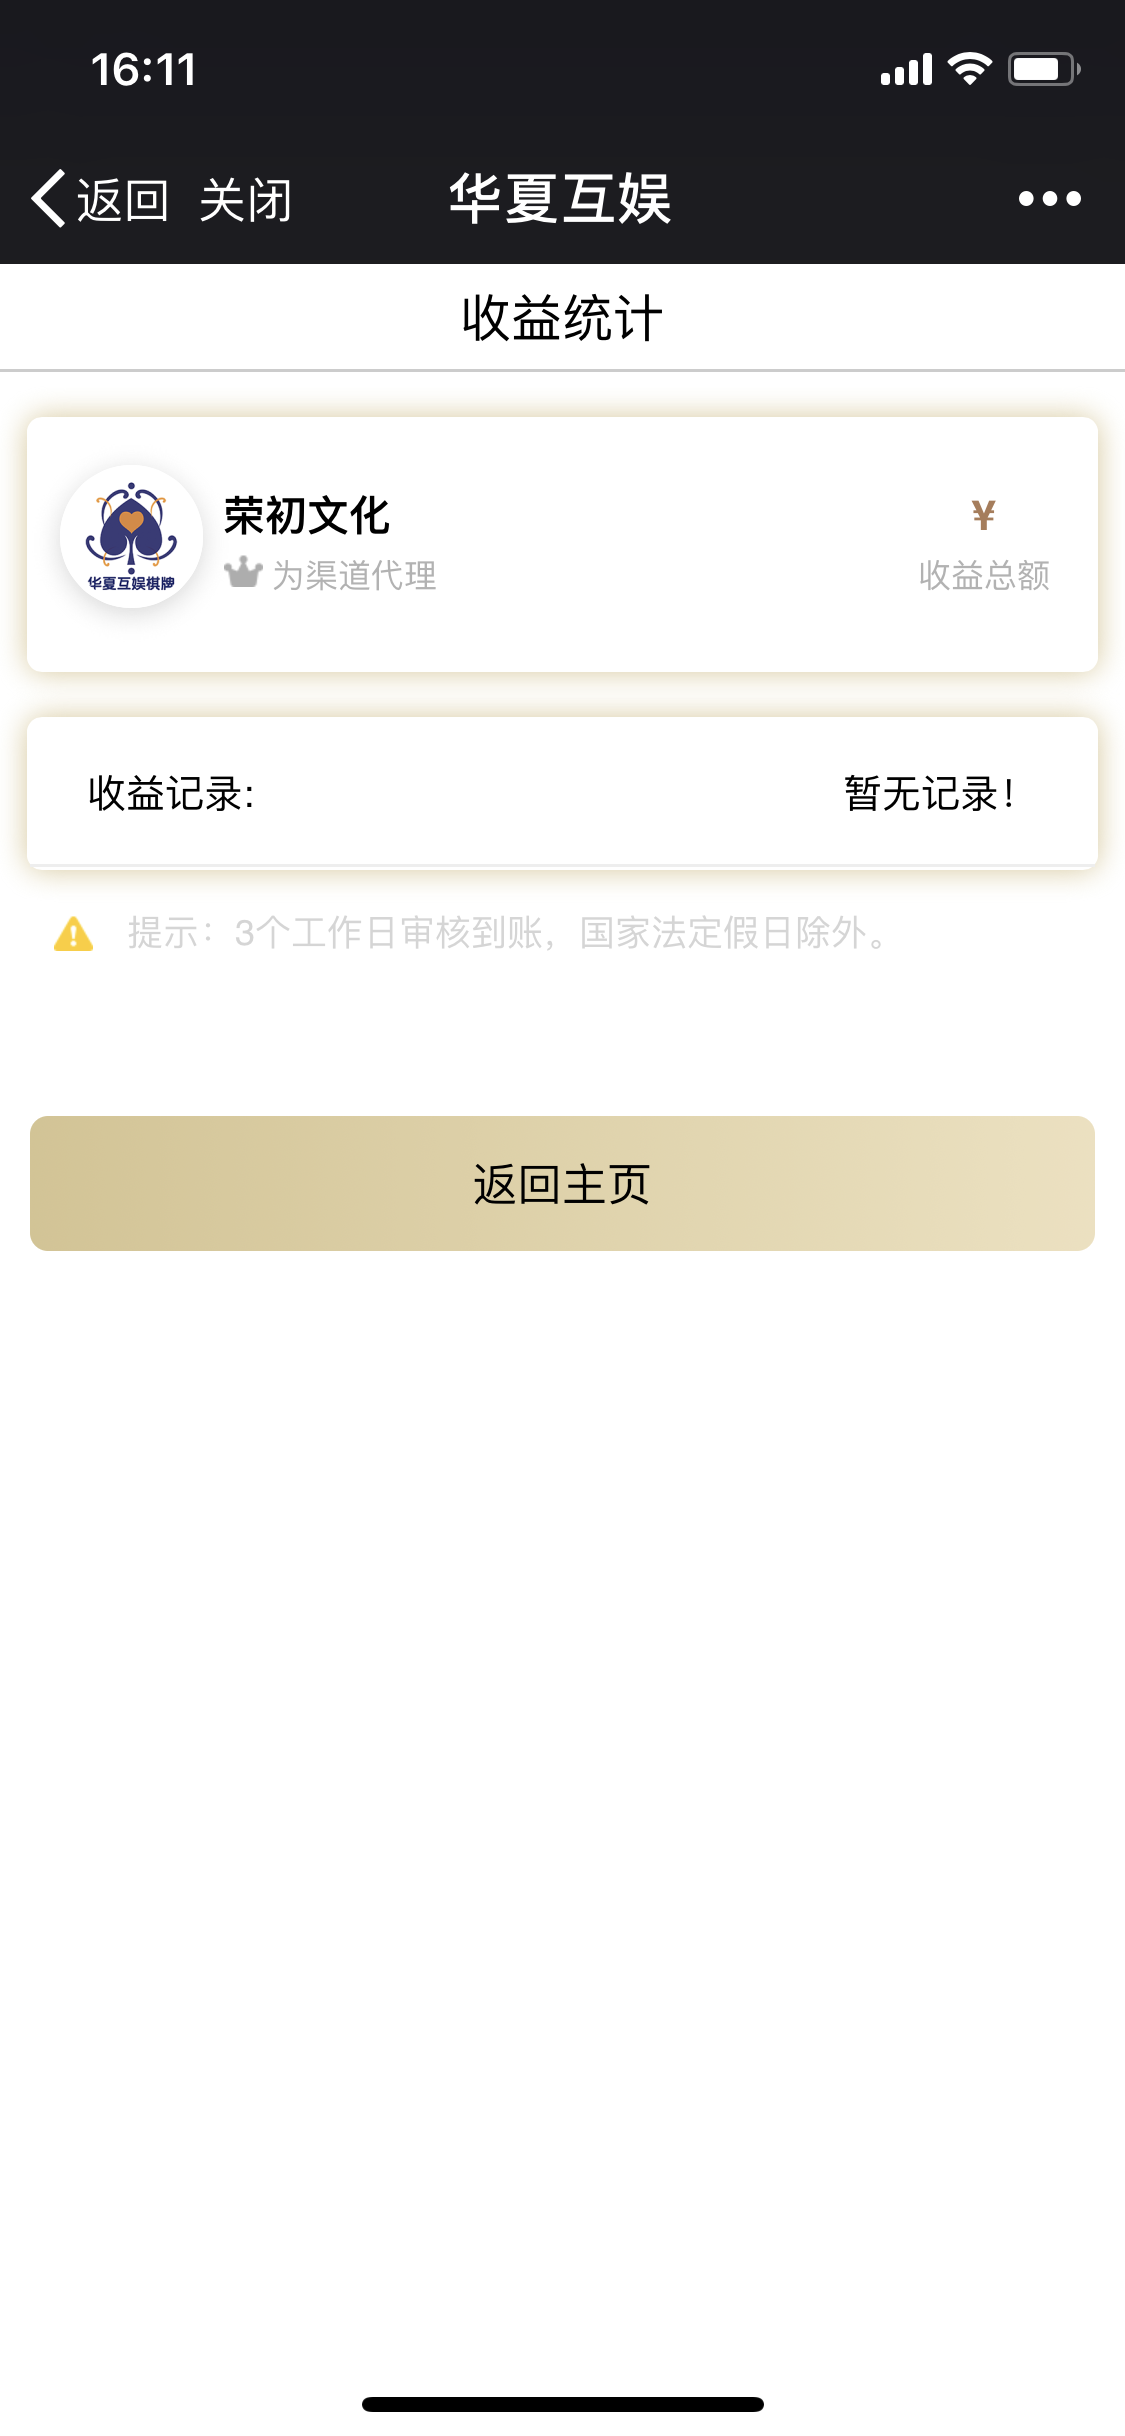 16:11
返回 关闭 华夏互娱
收益统计
华夏互娱棋牌
荣初文化
为渠道代理
¥
收益总额
收益记录:
暂无记录！
提示：3个工作日审核到账，国家法定假日除外。
返回主页